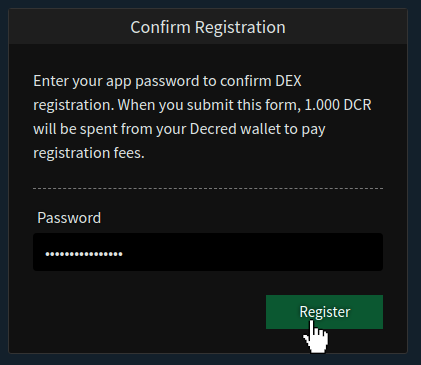 Confirm Registration
Enter your app password to confirm DEX
registration. When you submit this form, 1.000 DCR
will be spent from your Decred wallet to pay
registration fees.
Password
••••••••••••••••
Register